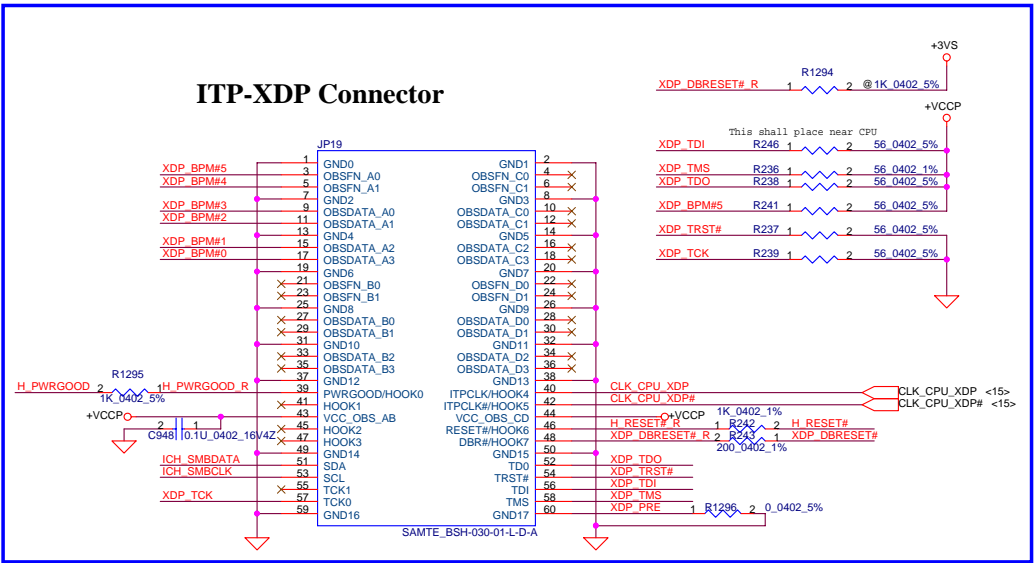 ITP-XDP Connector
+3VS
R1294
XDP_DBRESET#_R 1 2 @1K_0402_5%
+VCCP
This shall place near CPU
XDP_TDI R246 1 2 56_0402_5%
XDP_TMS R236 1 2 56_0402_1%
XDP_TDO R238 1 2 56_0402_5%
XDP_BPM#5 R241 1 2 56_0402_5%
XDP_TRST# R237 1 2 56_0402_5%
XDP_TCK R239 1 2 56_0402_5%
JP19
1 GND0 GND1 2
XDP_BPM#5 3 OBSFN_A0 OBSFN_C0 4
XDP_BPM#4 5 OBSFN_A1 OBSFN_C1 6
7 GND2 GND3 8
XDP_BPM#3 9 OBSDATA_A0 OBSDATA_C0 10
XDP_BPM#2 11 OBSDATA_A1 OBSDATA_C1 12
13 GND4 GND5 14
XDP_BPM#1 15 OBSDATA_A2 OBSDATA_C2 16
XDP_BPM#0 17 OBSDATA_A3 OBSDATA_C3 18
19 GND6 GND7 20
21 OBSFN_B0 OBSFN_D0 22
23 OBSFN_B1 OBSFN_D1 24
25 GND8 GND9 26
27 OBSDATA_B0 OBSDATA_D0 28
29 OBSDATA_B1 OBSDATA_D1 30
31 GND10 GND11 32
33 OBSDATA_B2 OBSDATA_D2 34
35 OBSDATA_B3 OBSDATA_D3 36
37 GND12 GND13 38
R1295
H_PWRGOOD 2 1 H_PWRGOOD_R 39 PWRGOOD/HOOK0 ITPCLK/HOOK4 40 CLK_CPU_XDP CLK_CPU_XDP <15>
1K_0402_5%
41 HOOK1 ITPCLK#/HOOK5 42 CLK_CPU_XDP# CLK_CPU_XDP# <15>
+VCCP 43 VCC_OBS_AB VCC_OBS_CD 44 +VCCP 1K_0402_1%
2 1 45 HOOK2 RESET#/HOOK6 46 H_RESET#_R 1 R242 2 H_RESET#
C948 0.1U_0402_16V4Z 47 HOOK3 DBR#/HOOK7 48 XDP_DBRESET#_R 2 R243 1 XDP_DBRESET#
200_0402_1%
49 GND14 GND15 50
ICH_SMBDATA 51 SDA TD0 52 XDP_TDO
ICH_SMBCLK 53 SCL TRST# 54 XDP_TRST#
55 TCK1 TDI 56 XDP_TDI
XDP_TCK 57 TCK0 TMS 58 XDP_TMS
59 GND16 GND17 60 XDP_PRE 1 R1296 2 0_0402_5%
SAMTE_BSH-030-01-L-D-A